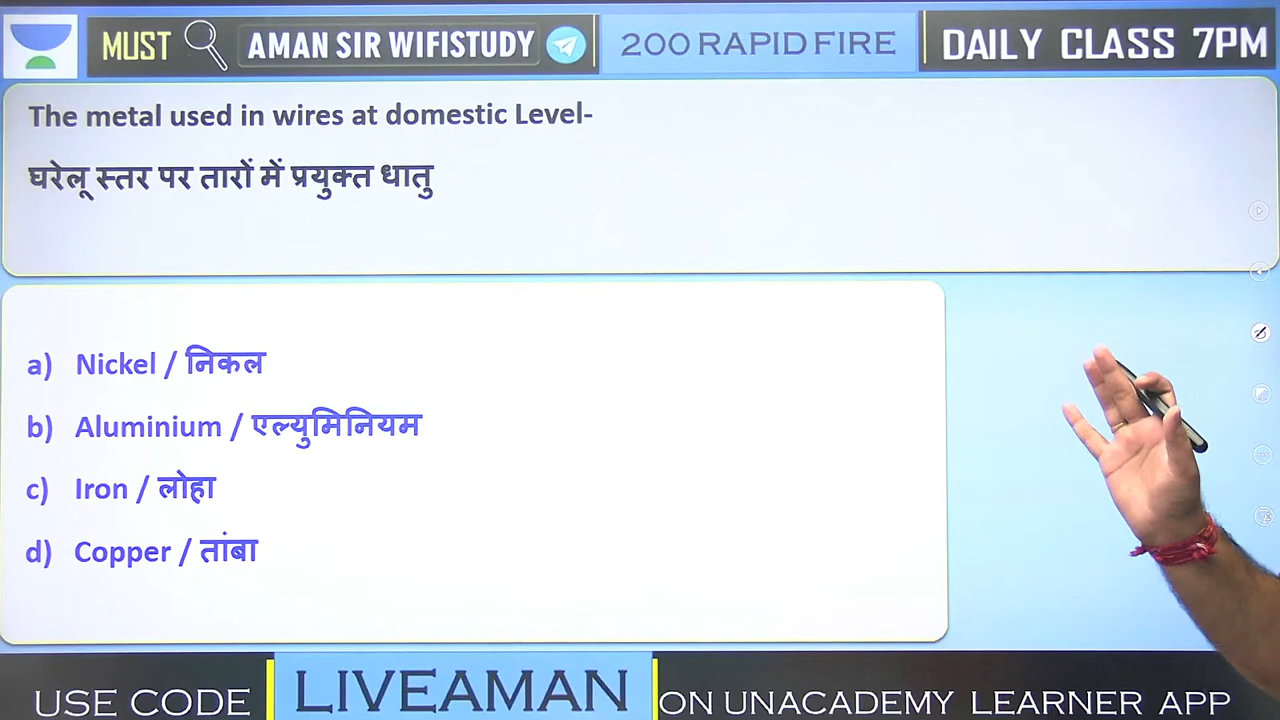 MUST AMAN SIR WIFISTUDY 200 RAPID FIRE DAILY CLASS 7PM
The metal used in wires at domestic Level-
घरेलू स्तर पर तारों में प्रयुक्त धातु
a) Nickel / निकल
b) Aluminium / एल्युमिनियम
c) Iron / लोहा
d) Copper / तांबा
USE CODE LIVEAMAN ON UNACADEMY LEARNER APP